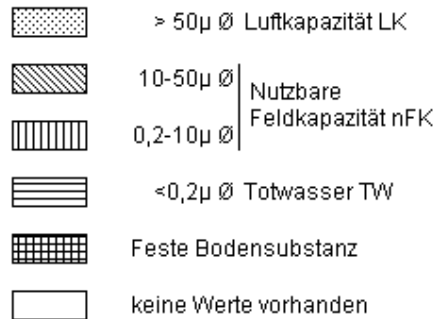 > 50µ Ø Luftkapazität LK
10-50µ Ø
Nutzbare
Feldkapazität nFK
0,2-10µ Ø
<0,2µ Ø Totwasser TW
Feste Bodensubstanz
keine Werte vorhanden